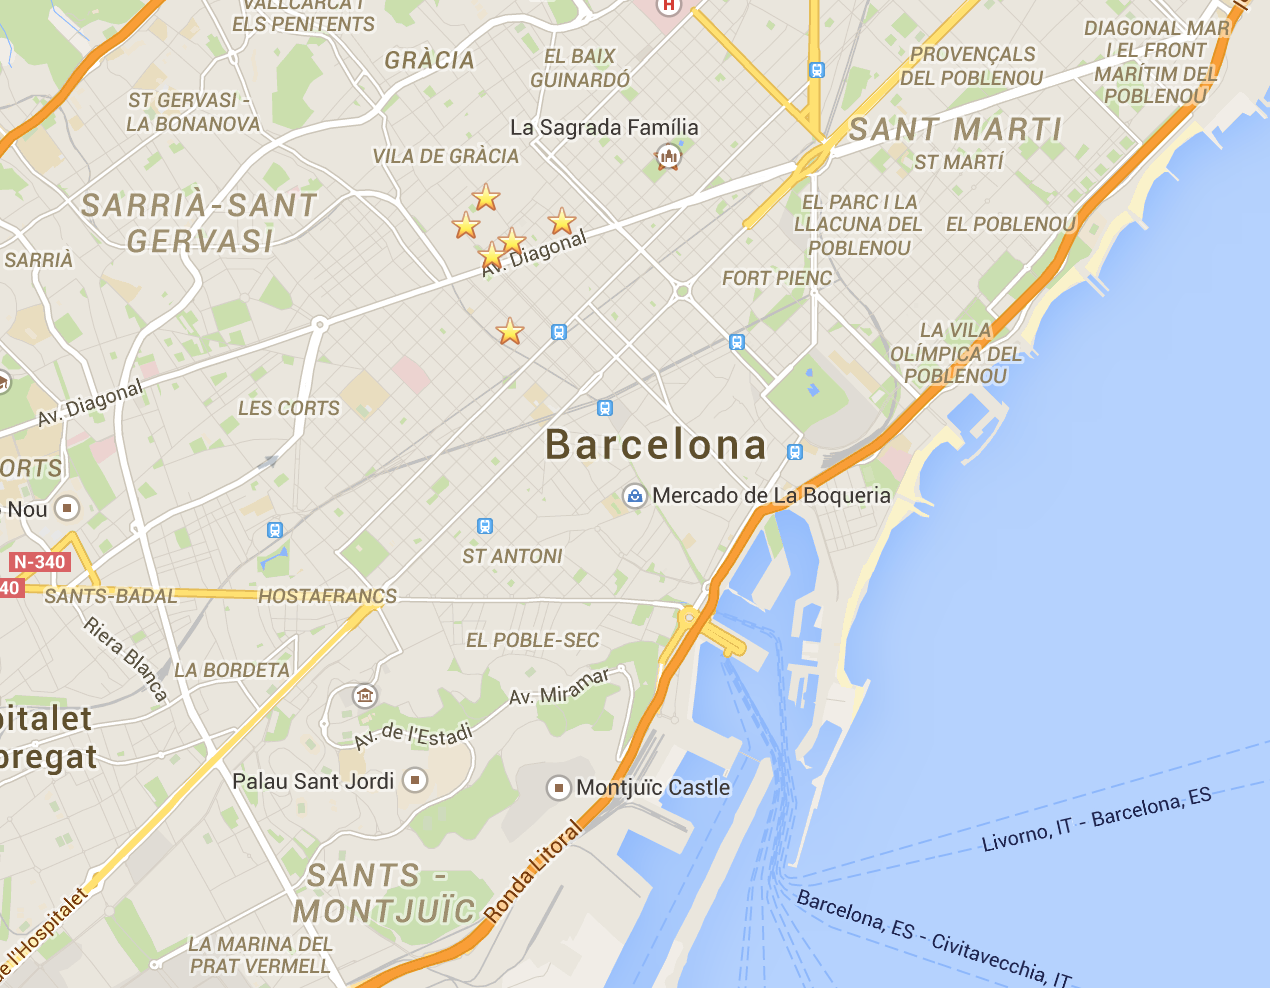 VALLCARCA I
ELS PENITENTS
H
DIAGONAL MAR
I EL FRONT
MARÍTIM DEL
POBLENOU
GRÀCIA
EL BAIX
GUINARDÓ
PROVENÇALS
DEL POBLENOU
ST GERVASI -
LA BONANOVA
La Sagrada Família
SANT MARTI
VILA DE GRÀCIA
ST MARTÍ
SARRIÀ-SANT
GERVASI
EL PARC I LA
LLACUNA DEL
POBLENOU
EL POBLENOU
SARRIÀ
Av. Diagonal
FORT PIENC
LA VILA
OLÍMPICA DEL
POBLENOU
Av. Diagonal
LES CORTS
Barcelona
ORTS
Nou
Mercado de La Boqueria
ST ANTONI
N-340
40
SANTS-BADAL
HOSTAFRANCS
Riera Blanca
EL POBLE-SEC
LA BORDETA
Av. Miramar
M
pitalet
bregat
Av. de l'Estadi
Palau Sant Jordi
Montjuïc Castle
Livorno, IT - Barcelona, ES
Ronda Litoral
SANTS -
MONTJUÏC
Barcelona, ES - Civitavecchia, IT
de l'Hospitalet
LA MARINA DEL
PRAT VERMELL